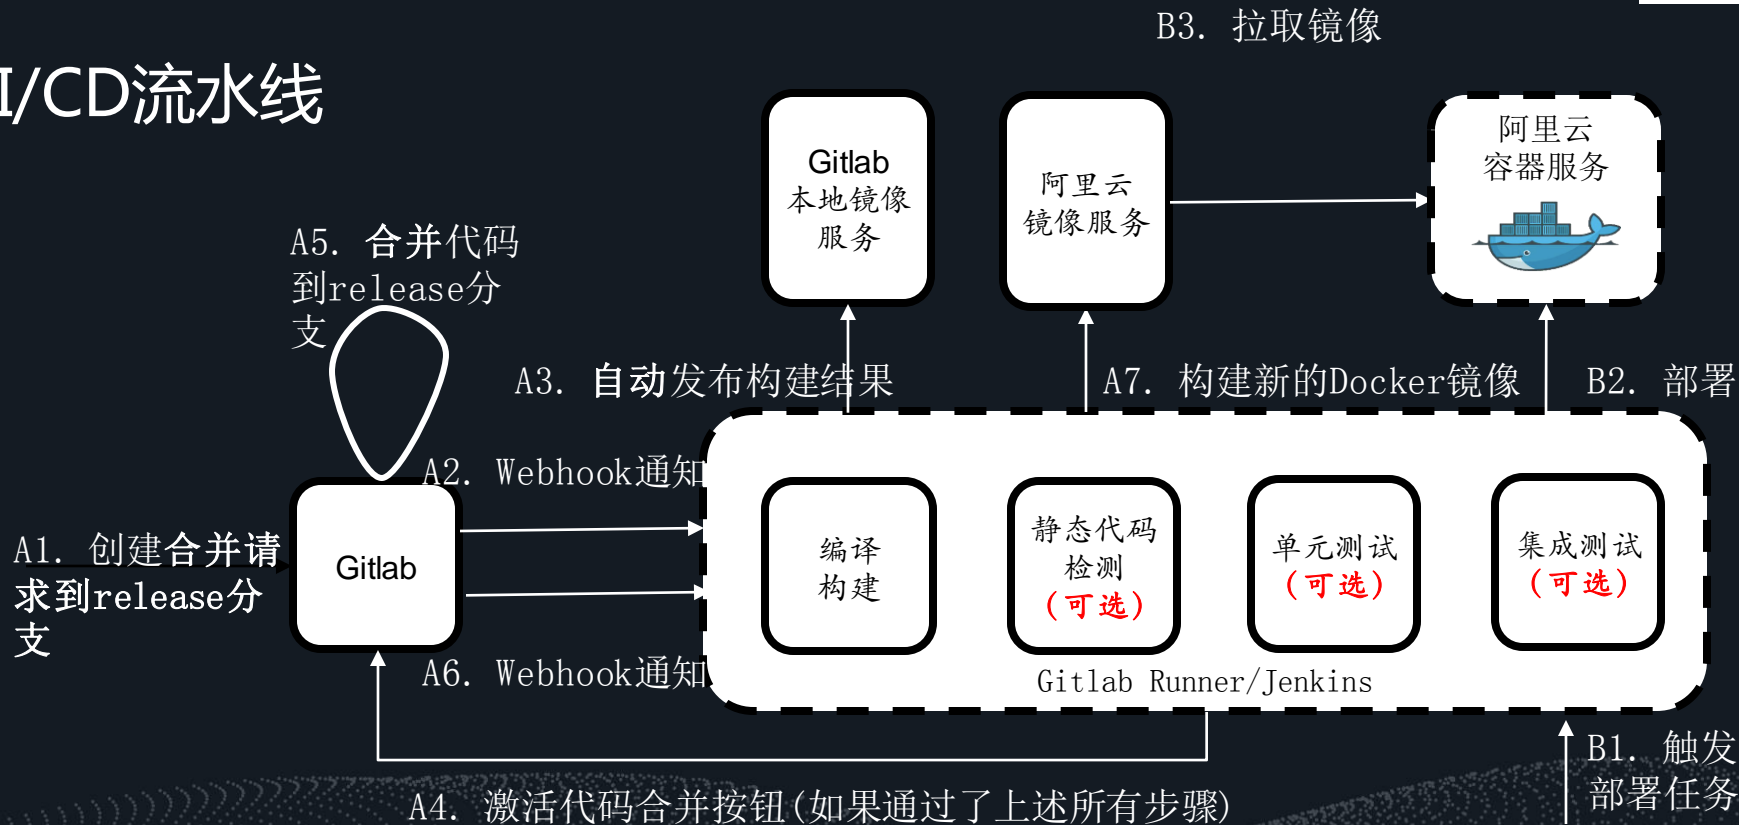 B3. 拉取镜像
I/CD流水线
Gitlab
本地镜像
服务
阿里云
镜像服务
阿里云
容器服务
A5. 合并代码
到release分
支
A3. 自动发布构建结果
A7. 构建新的Docker镜像
B2. 部署
A2. Webhook通知
A1. 创建合并请
求到release分
支
Gitlab
编译
构建
静态代码
检测
(可选)
单元测试
(可选)
集成测试
(可选)
A6. Webhook通知
Gitlab Runner/Jenkins
B1. 触发
部署任务
A4. 激活代码合并按钮(如果通过了上述所有步骤)